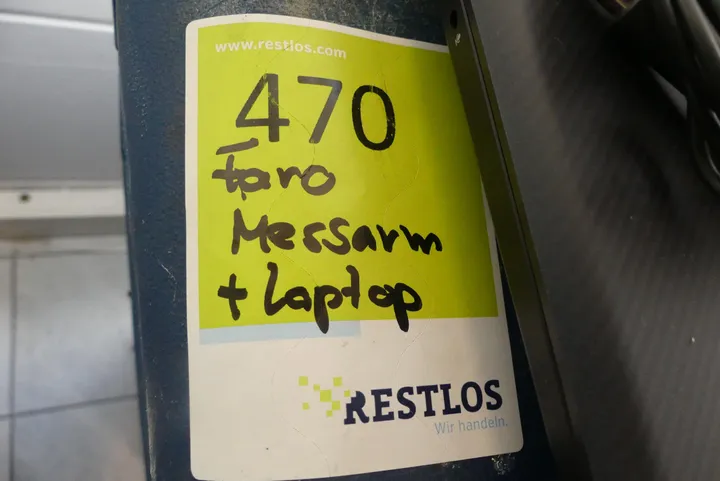 www.restlos.com
470
Faro
Messarm
+ Laptop
RESTLOS
Wir handeln.